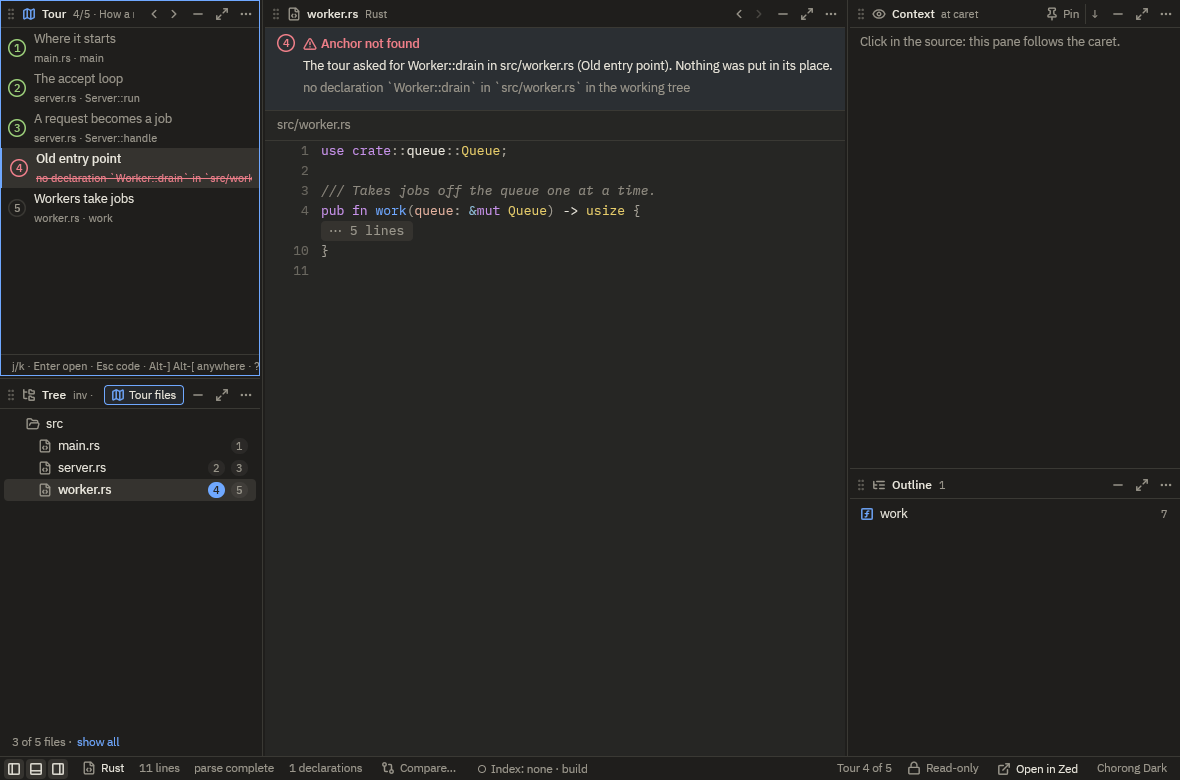 Tour 4/5 · How a
1 Where it starts
main.rs · main
2 The accept loop
server.rs · Server::run
3 A request becomes a job
server.rs · Server::handle
4 Old entry point
no declaration `Worker::drain` in `src/work
5 Workers take jobs
worker.rs · work
j/k · Enter open · Esc code · Alt-] Alt-[ anywhere · ?
Tree inv · Tour files
src
main.rs 1
server.rs 2 3
worker.rs 4 5
3 of 5 files · show all
worker.rs Rust
4 Anchor not found
The tour asked for Worker::drain in src/worker.rs (Old entry point). Nothing was put in its place.
no declaration `Worker::drain` in `src/worker.rs` in the working tree
src/worker.rs
1 use crate::queue::Queue;
2
3 /// Takes jobs off the queue one at a time.
4 pub fn work(queue: &mut Queue) -> usize {
··· 5 lines
10 }
11
Context at caret Pin ↓
Click in the source: this pane follows the caret.
Outline 1
work 7
Rust 11 lines parse complete 1 declarations Compare... Index: none · build Tour 4 of 5 Read-only Open in Zed Chorong Dark